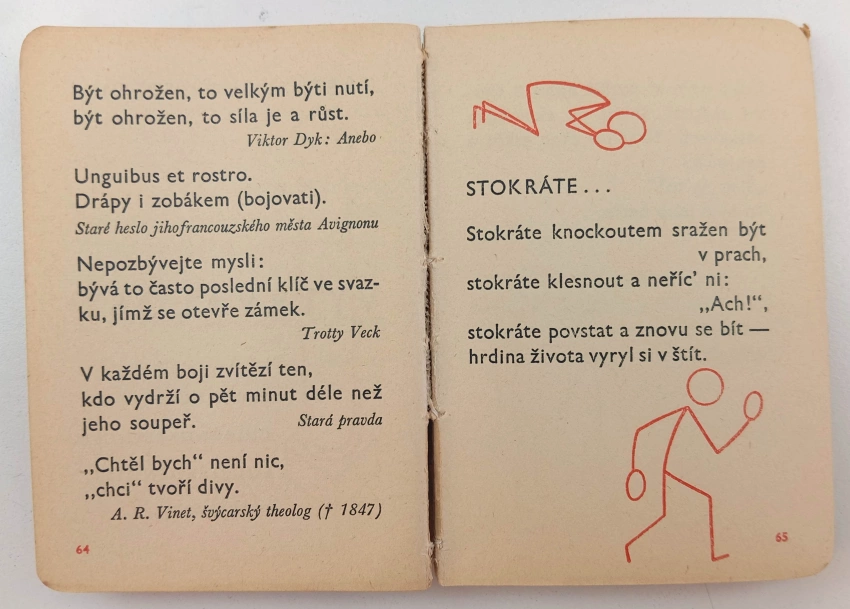 Být ohrožen, to velkým býti nutí,
být ohrožen, to síla je a růst.
Viktor Dyk: Anebo
Unguibus et rostro.
Drápy i zobákem (bojovati).
Staré heslo jihofrancouzského města Avignonu
Nepozbývejte mysli:
bývá to často poslední klíč ve svaz-
ku, jímž se otevře zámek.
Trotty Veck
V každém boji zvítězí ten,
kdo vydrží o pět minut déle než
jeho soupeř. Stará pravda
„Chtěl bych“ není nic,
„chci“ tvoří divy.
A. R. Vinet, švýcarský theolog († 1847)
64
STOKRÁTE...
Stokráte knockoutem sražen být
v prach,
stokráte klesnout a neříc’ ni:
„Ach!“,
stokráte povstat a znovu se bít —
hrdina života vyryl si v štít.
65